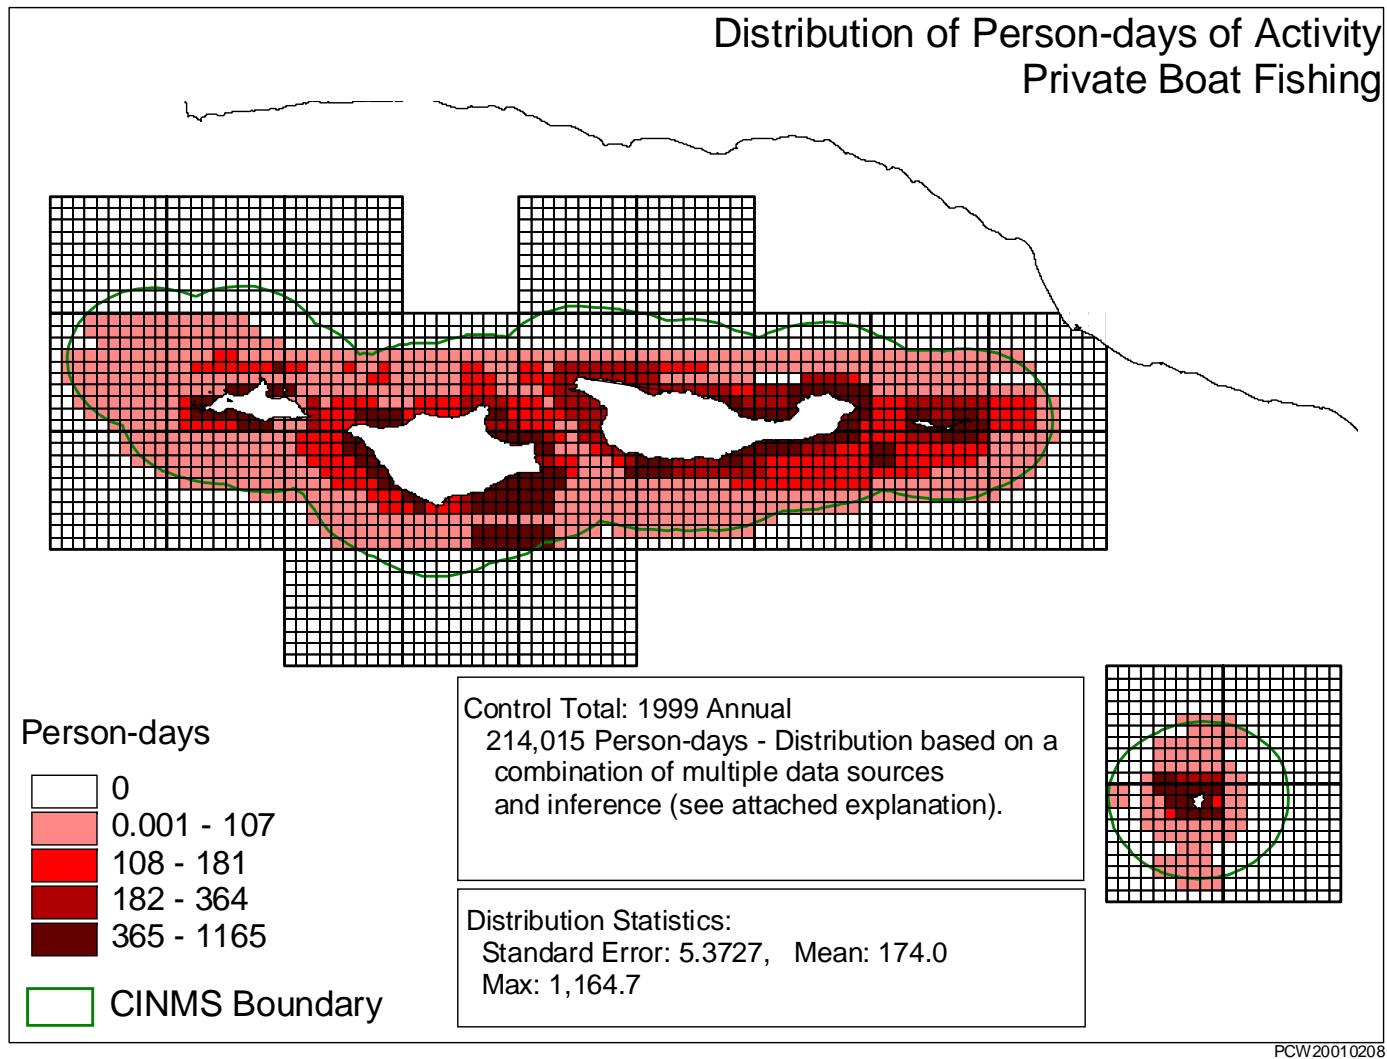 Distribution of Person-days of Activity
Private Boat Fishing
Control Total: 1999 Annual
214,015 Person-days - Distribution based on a
combination of multiple data sources
and inference (see attached explanation).
Person-days
0
0.001 - 107
108 - 181
182 - 364
365 - 1165
CINMS Boundary
Distribution Statistics:
Standard Error: 5.3727, Mean: 174.0
Max: 1,164.7
PCW20010208